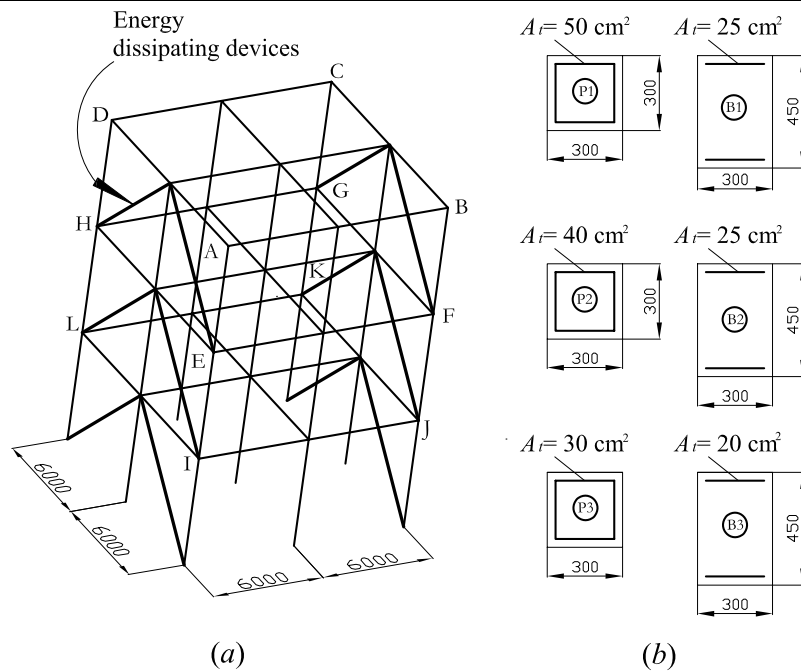 Energy
dissipating devices
C
D
G
B
H
A
K
L
F
E
J
I
6000
6000
6000
6000
(a)
Aₜ= 50 cm²
Aₜ= 25 cm²
P1
300
300
B1
450
300
Aₜ= 40 cm²
Aₜ= 25 cm²
P2
300
300
B2
450
300
Aₜ= 30 cm²
Aₜ= 20 cm²
P3
300
B3
450
300
(b)